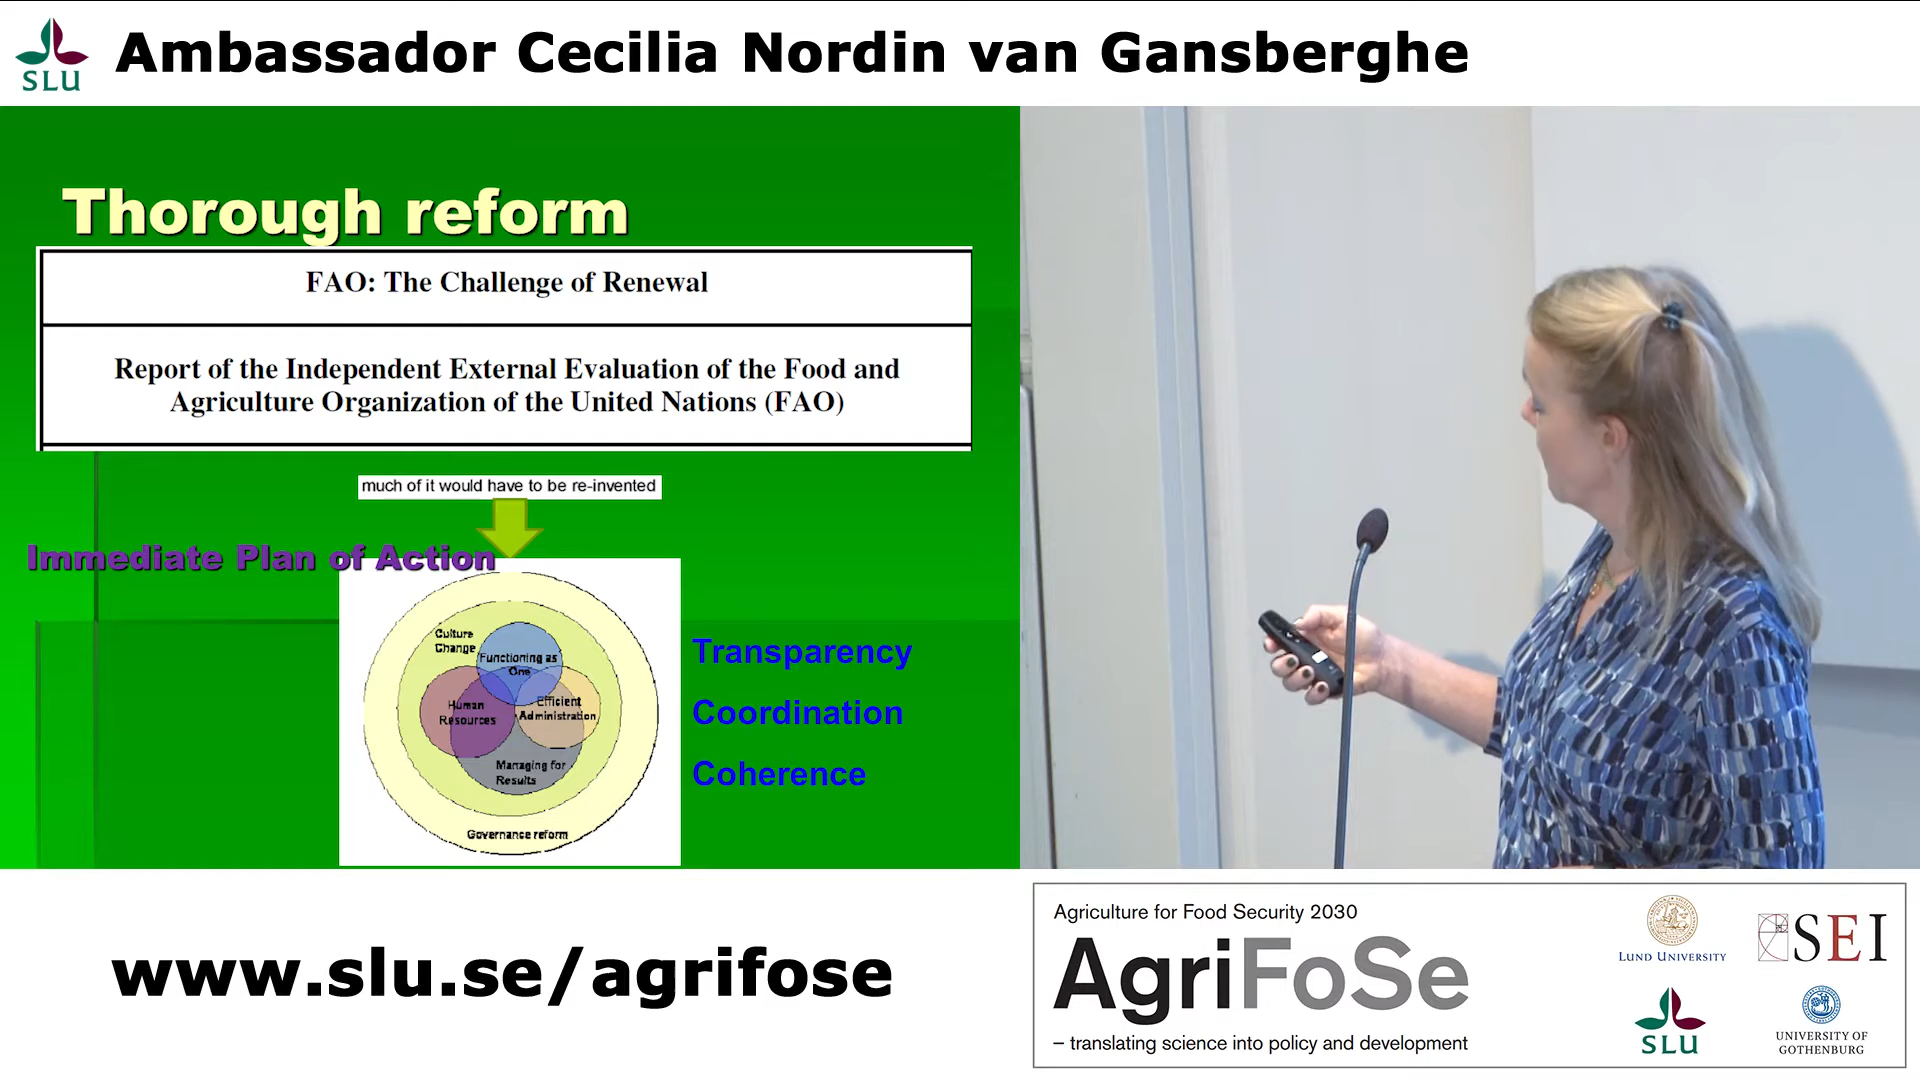 SLU
Ambassador Cecilia Nordin van Gansberghe
Thorough reform
FAO: The Challenge of Renewal
Report of the Independent External Evaluation of the Food and
Agriculture Organization of the United Nations (FAO)
much of it would have to be re-invented
Immediate Plan of Action
Culture
Change
Functioning as
One
Human
Resources
Efficient
Administration
Managing for
Results
Governance reform
Transparency
Coordination
Coherence
www.slu.se/agrifose
Agriculture for Food Security 2030
AgriFoSe
– translating science into policy and development
LUND UNIVERSITY
SEI
SLU
UNIVERSITY OF
GOTHENBURG